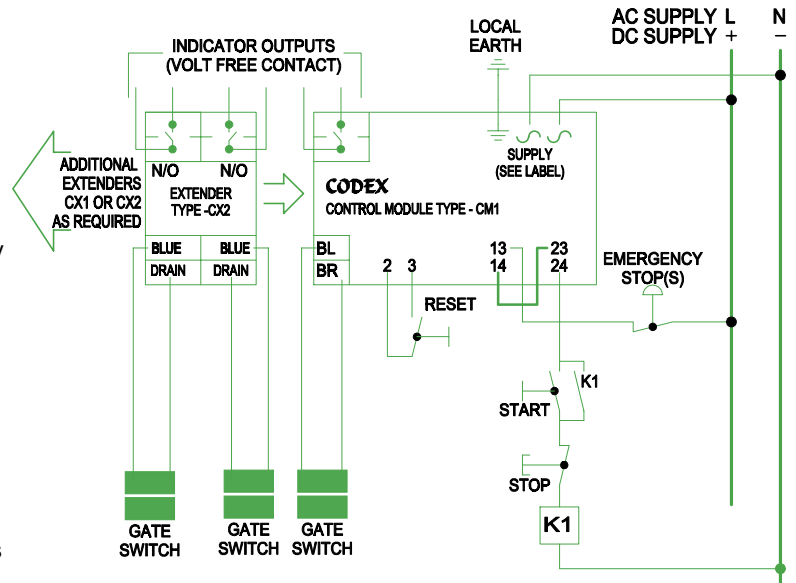 AC SUPPLY L N
DC SUPPLY + −
INDICATOR OUTPUTS
(VOLT FREE CONTACT)
LOCAL
EARTH
N/O
N/O
ADDITIONAL
EXTENDERS
CX1 OR CX2
AS REQUIRED
EXTENDER
TYPE -CX2
CODEX
CONTROL MODULE TYPE - CM1
SUPPLY
(SEE LABEL)
BLUE
BLUE
DRAIN
DRAIN
BL
BR
2 3
13 23
14 24
EMERGENCY
STOP(S)
RESET
START
K1
STOP
K1
GATE
SWITCH
GATE
SWITCH
GATE
SWITCH